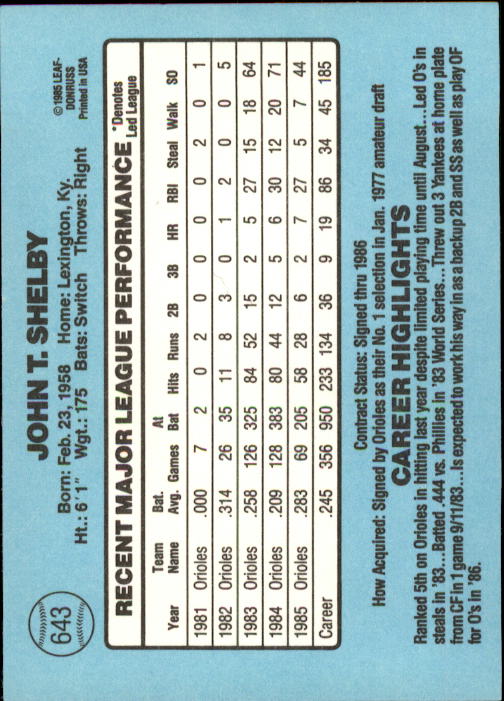 643
JOHN T. SHELBY
©1985 LEAF-
DONRUSS
Printed in USA
Born: Feb. 23, 1958 Home: Lexington, Ky.
Ht.: 6'1" Wgt.: 175 Bats: Switch Throws: Right
RECENT MAJOR LEAGUE PERFORMANCE *Denotes Led League
Year Team Name Bat. Avg. Games At Bat Hits Runs 2B 3B HR RBI Steal Walk SO
1981 Orioles .000 7 2 0 2 0 0 0 0 2 0 1
1982 Orioles .314 26 35 11 8 3 0 1 2 0 0 5
1983 Orioles .258 126 325 84 52 15 2 5 27 15 18 64
1984 Orioles .209 128 383 80 44 12 5 6 30 12 20 71
1985 Orioles .283 69 205 58 28 6 2 7 27 5 7 44
Career .245 356 950 233 134 36 9 19 86 34 45 185
Contract Status: Signed thru 1986
How Acquired: Signed by Orioles as their No. 1 selection in Jan. 1977 amateur draft
CAREER HIGHLIGHTS
Ranked 5th on Orioles in hitting last year despite limited playing time until August...Led O's in
steals in '83...Batted .444 vs. Phillies in '83 World Series...Threw out 3 Yankees at home plate
from CF in 1 game 9/11/83...Is expected to work his way in as a backup 2B and SS as well as play OF
for O's in '86.